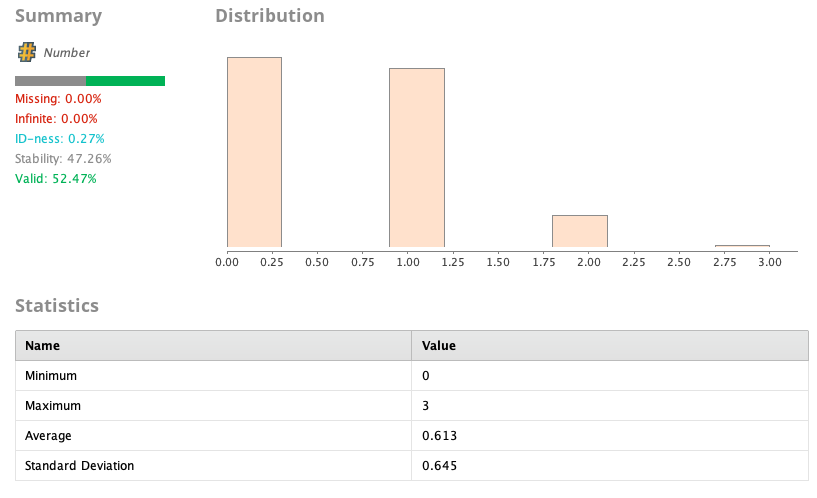 Summary
Distribution
# Number
Missing: 0.00%
Infinite: 0.00%
ID-ness: 0.27%
Stability: 47.26%
Valid: 52.47%
0.00 0.25 0.50 0.75 1.00 1.25 1.50 1.75 2.00 2.25 2.50 2.75 3.00
Statistics
Name Value
Minimum 0
Maximum 3
Average 0.613
Standard Deviation 0.645